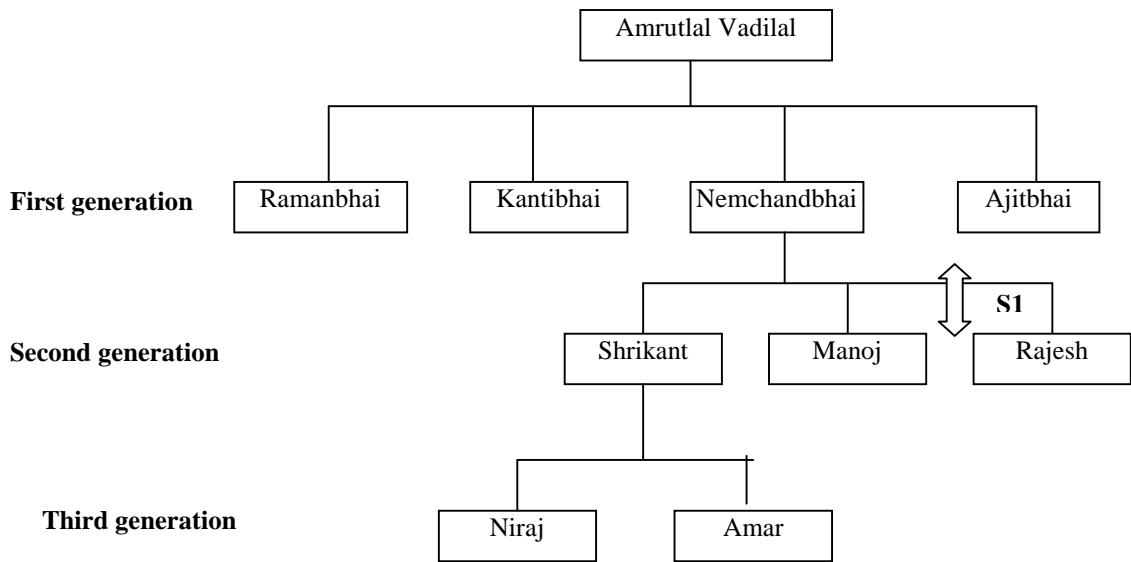 Amrutlal Vadilal
First generation
Ramanbhai
Kantibhai
Nemchandbhai
Ajitbhai
S1
Second generation
Shrikant
Manoj
Rajesh
Third generation
Niraj
Amar